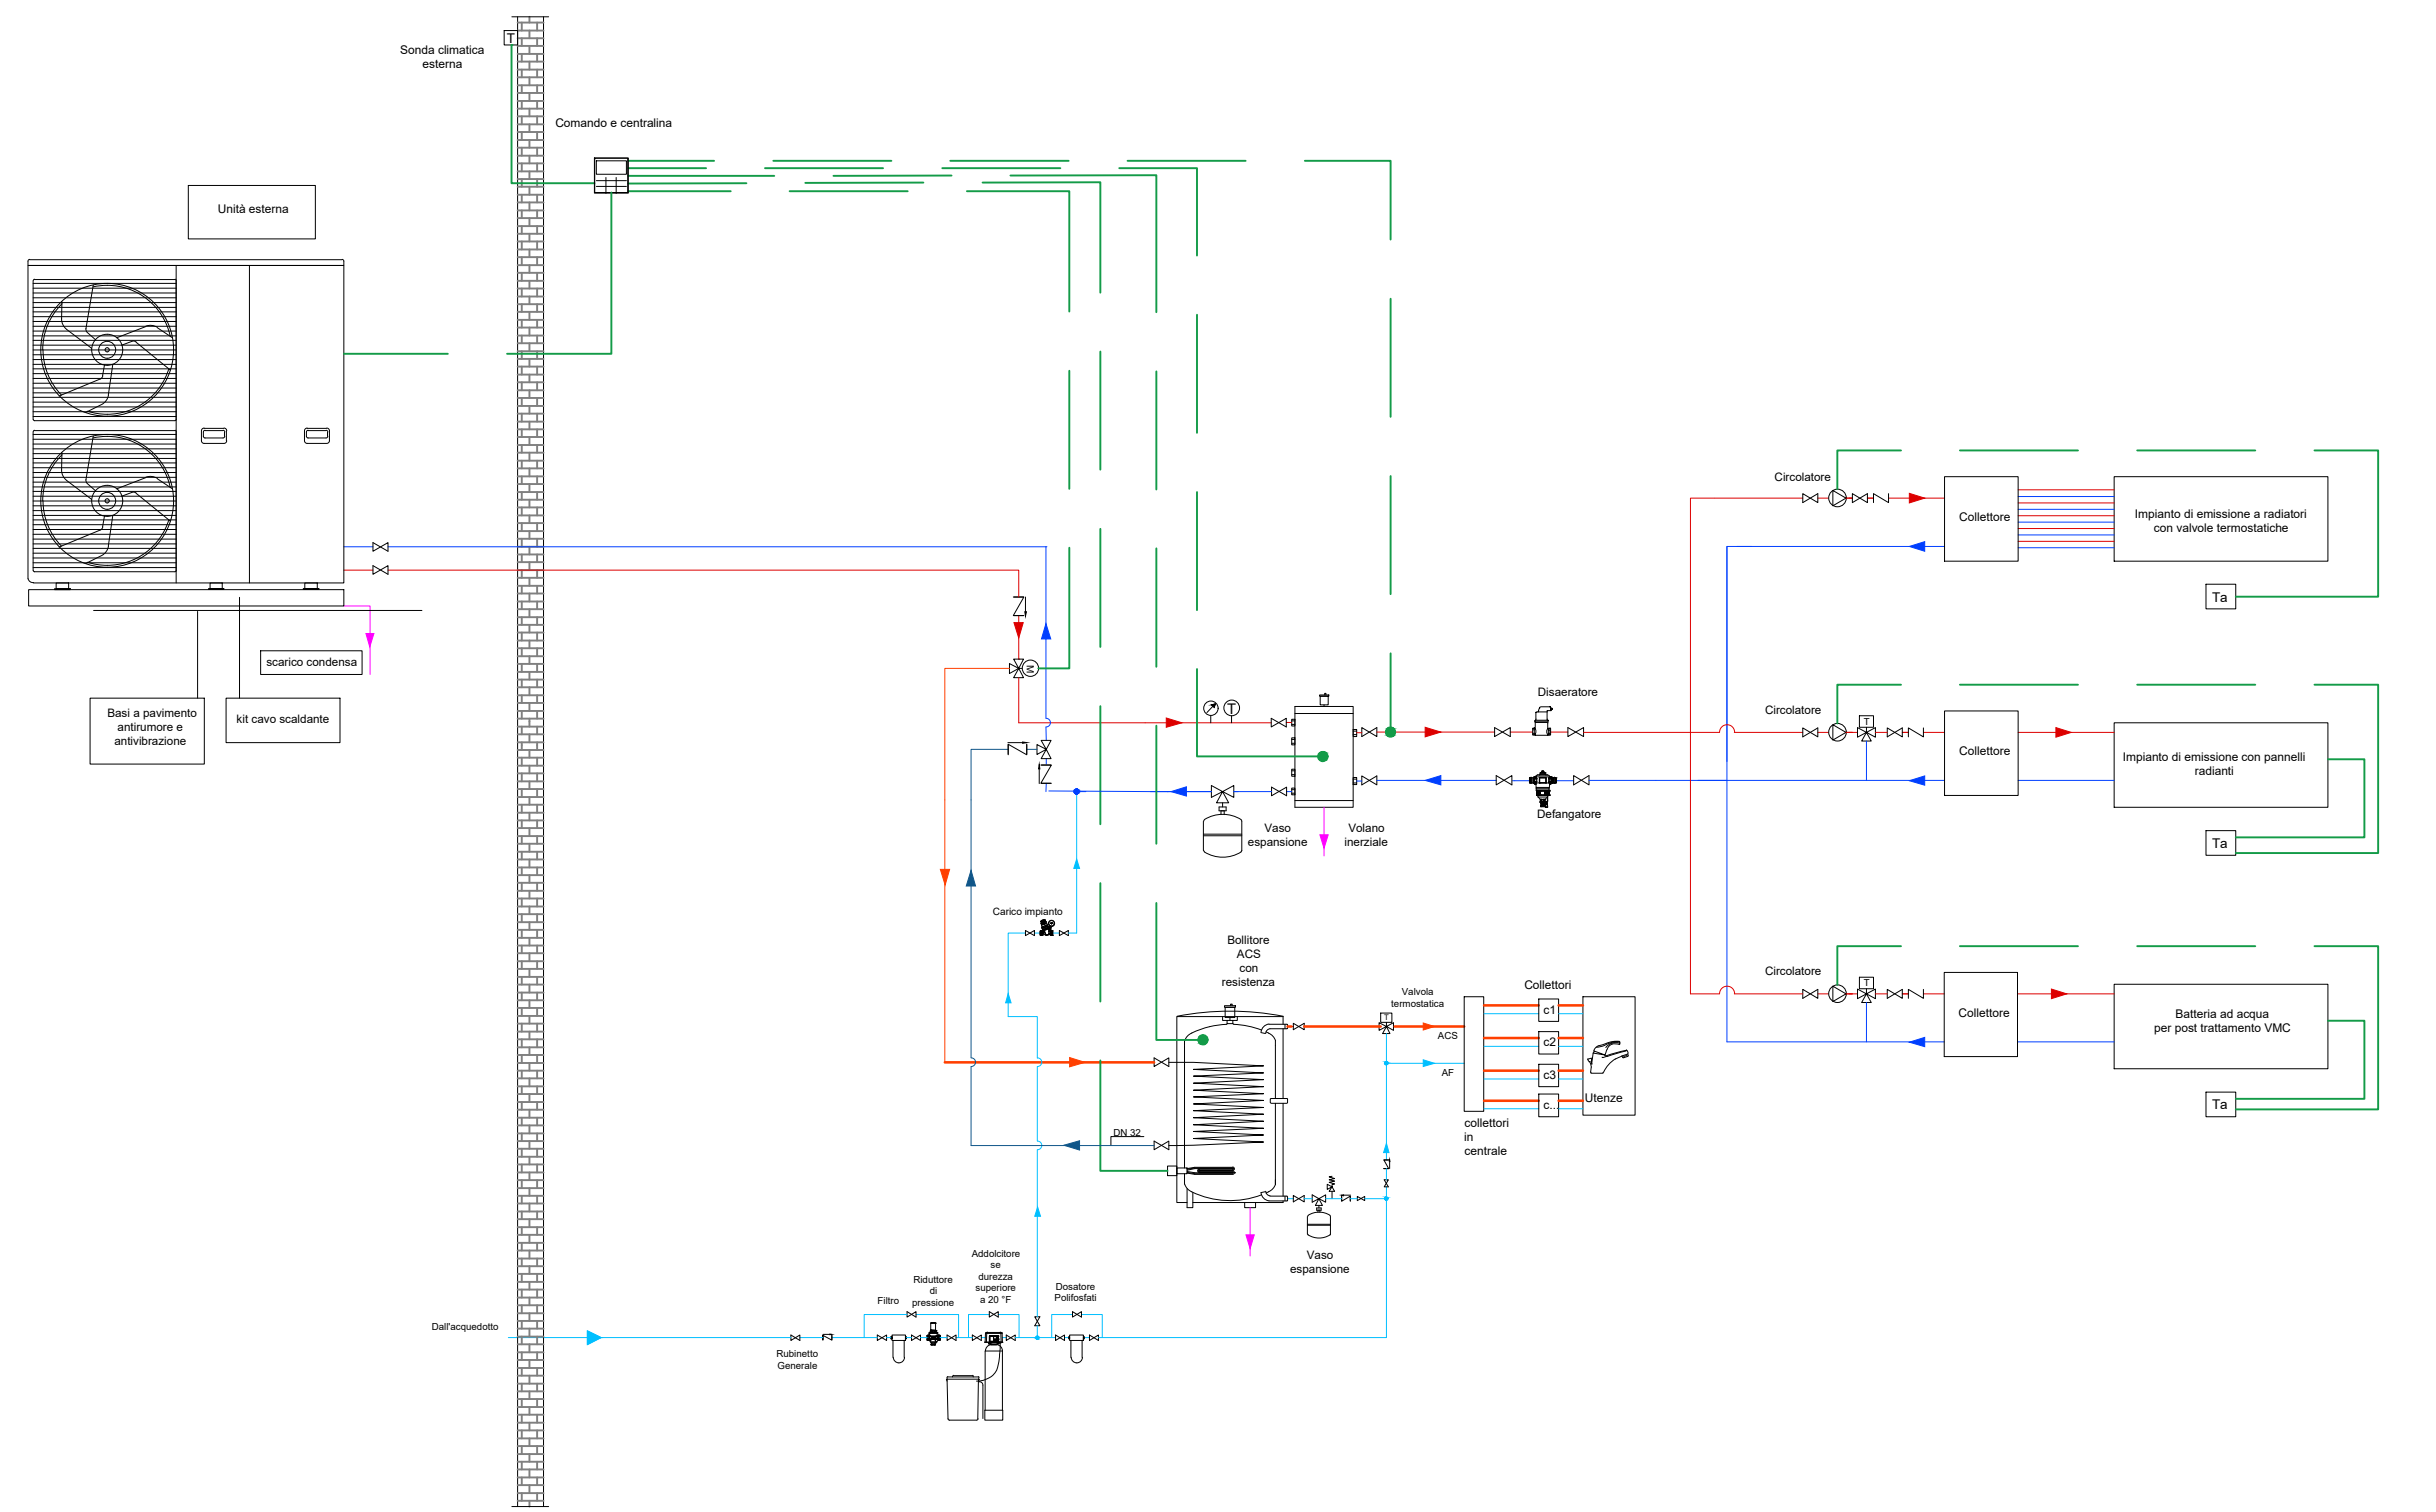 T
Sonda climatica
esterna
Comando e centralina
Unità esterna
scarico condensa
Basi a pavimento
antirumore e
antivibrazione
kit cavo scaldante
M
T
Disaeratore
Defangatore
Vaso
espansione
Volano
inerziale
Circolatore
Collettore
Impianto di emissione a radiatori
con valvole termostatiche
Ta
Circolatore
T
Collettore
Impianto di emissione con pannelli
radianti
Ta
Circolatore
T
Collettore
Batteria ad acqua
per post trattamento VMC
Ta
Carico impianto
Bollitore
ACS
con
resistenza
DN 32
Valvola
termostatica
T
ACS
AF
Collettori
c1
c2
c3
c...
Utenze
collettori
in
centrale
Vaso
espansione
Dall'acquedotto
Rubinetto
Generale
Filtro
Riduttore
di
pressione
Addolcitore
se
durezza
superiore
a 20 °F
Dosatore
Polifosfati